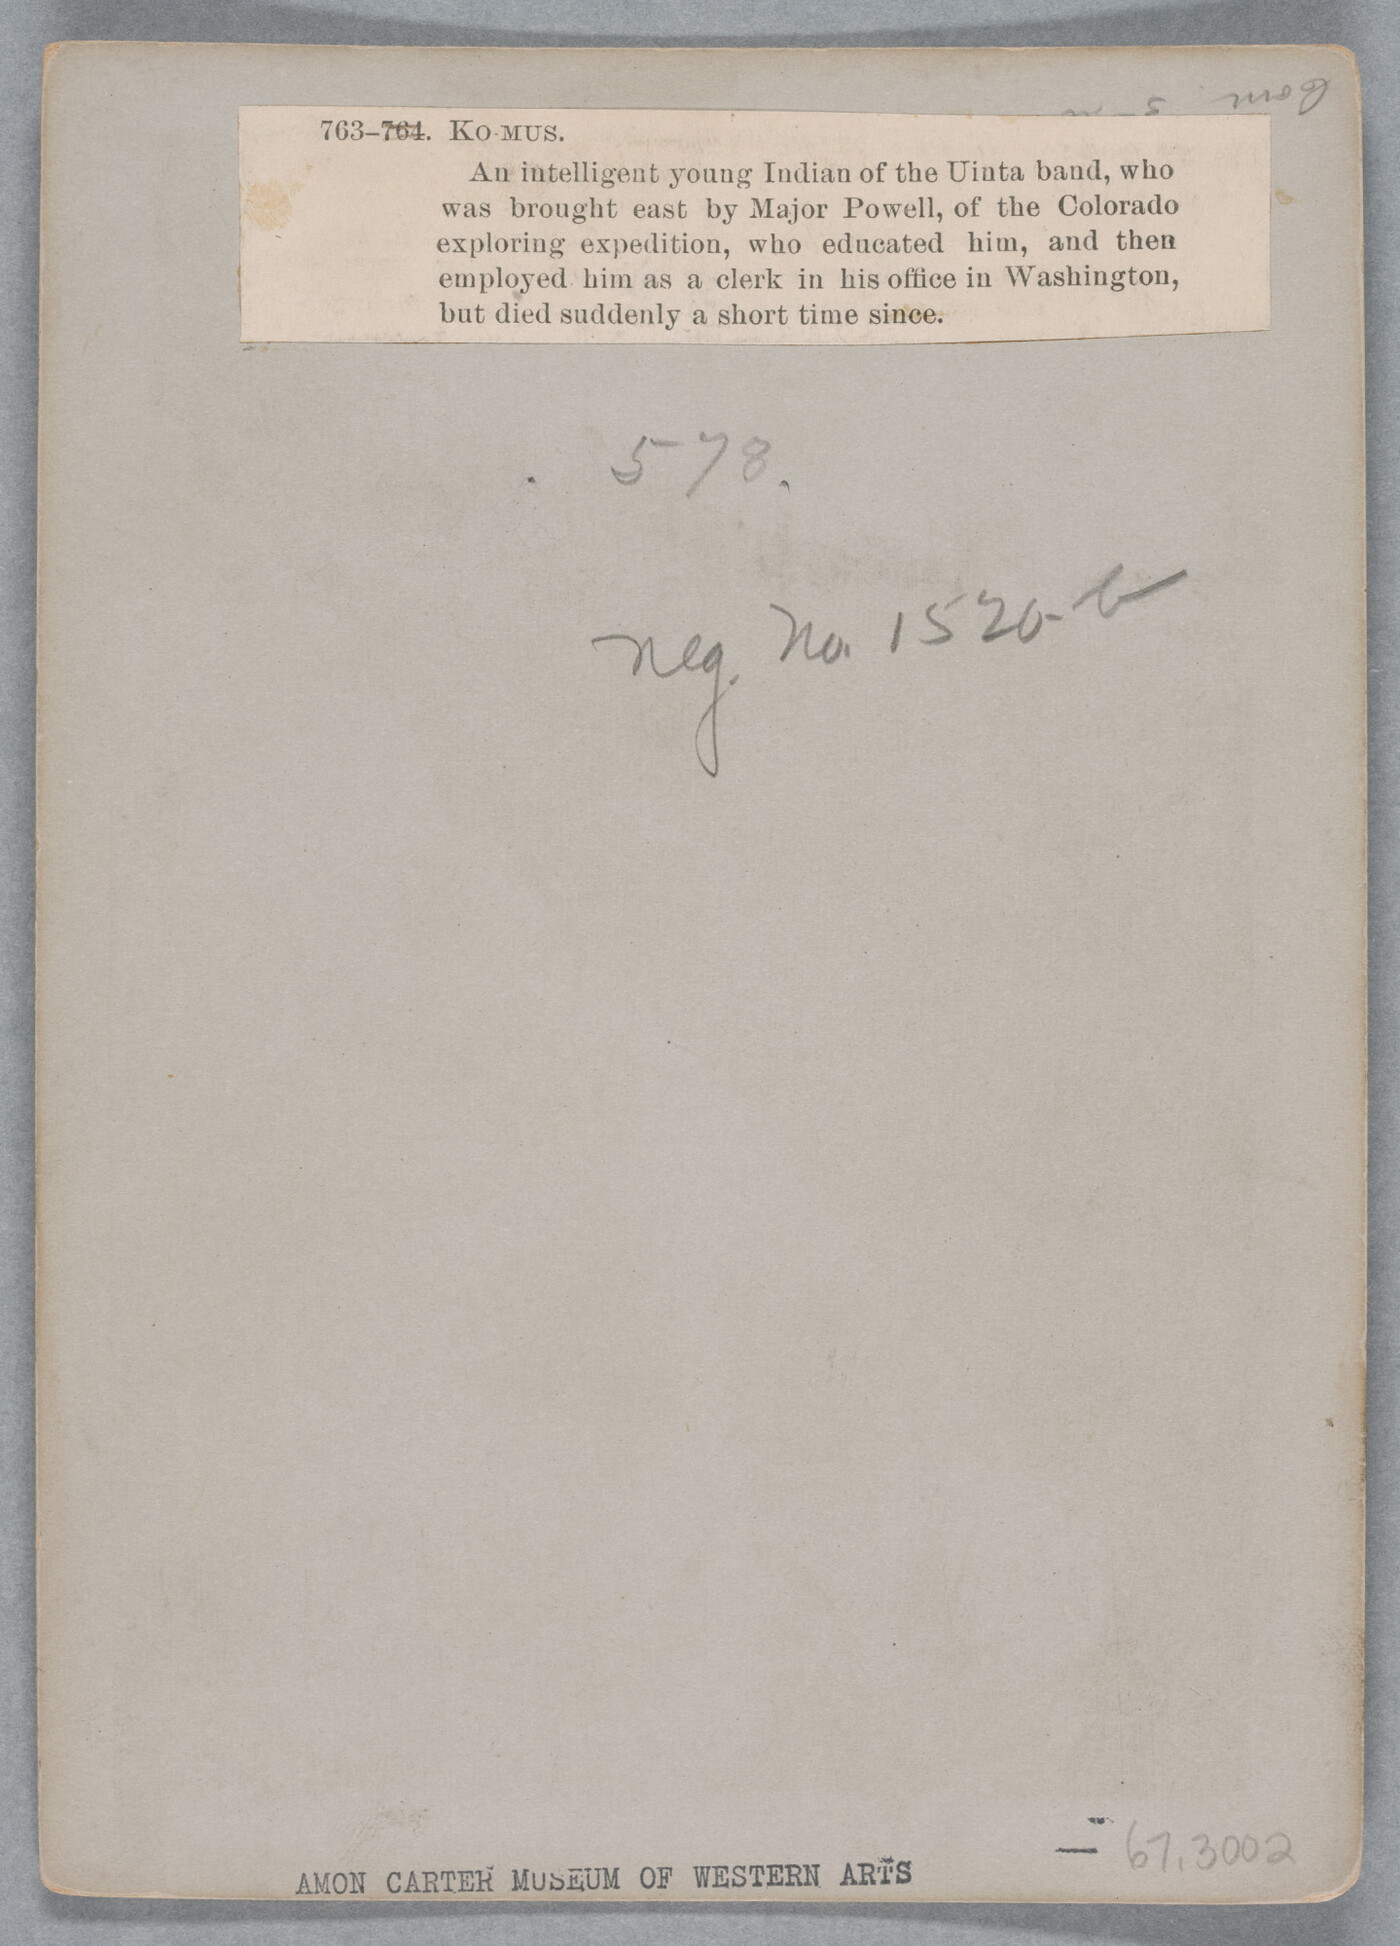 763–764. KO-MUS.
An intelligent young Indian of the Uinta band, who
was brought east by Major Powell, of the Colorado
exploring expedition, who educated him, and then
employed him as a clerk in his office in Washington,
but died suddenly a short time since.
578.
Neg. No. 1520-b
67.3002
AMON CARTER MUSEUM OF WESTERN ARTS